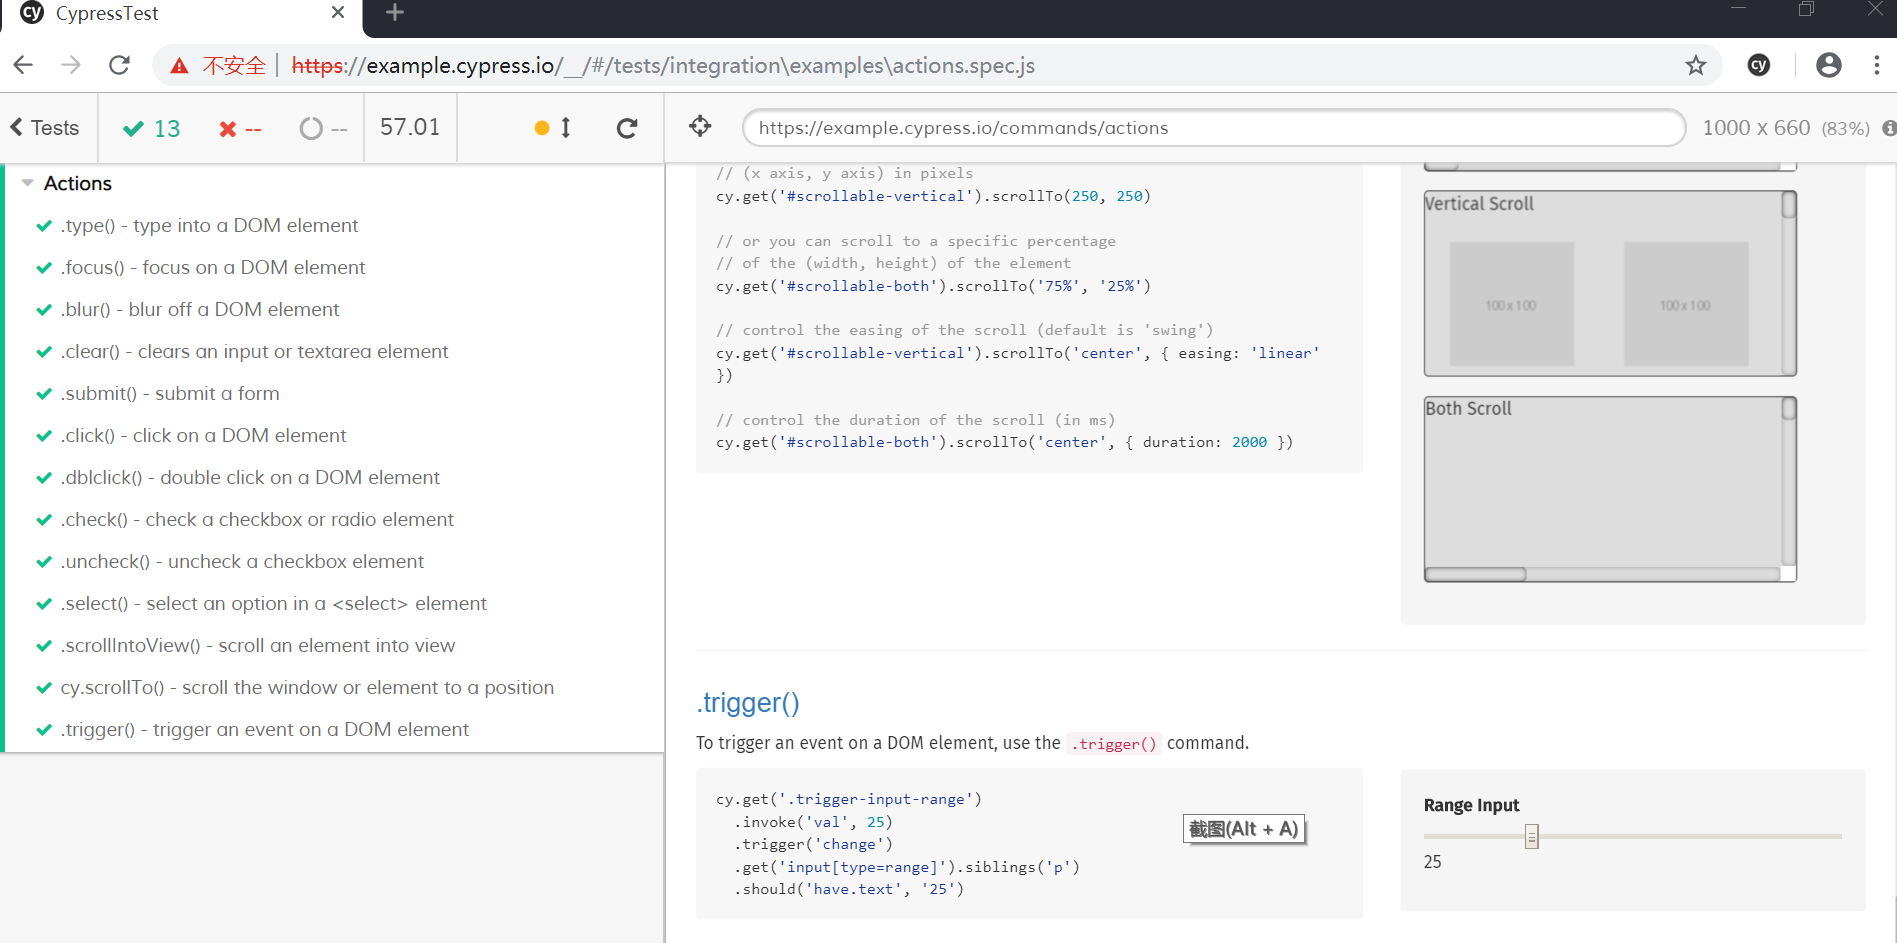 CypressTest
不安全 https://example.cypress.io/__/#/tests/integration\examples\actions.spec.js
Tests 13 -- -- 57.01
https://example.cypress.io/commands/actions 1000 x 660 (83%)
Actions
.type() - type into a DOM element
.focus() - focus on a DOM element
.blur() - blur off a DOM element
.clear() - clears an input or textarea element
.submit() - submit a form
.click() - click on a DOM element
.dblclick() - double click on a DOM element
.check() - check a checkbox or radio element
.uncheck() - uncheck a checkbox element
.select() - select an option in a <select> element
.scrollIntoView() - scroll an element into view
cy.scrollTo() - scroll the window or element to a position
.trigger() - trigger an event on a DOM element
// (x axis, y axis) in pixels
cy.get('#scrollable-vertical').scrollTo(250, 250)
// or you can scroll to a specific percentage
// of the (width, height) of the element
cy.get('#scrollable-both').scrollTo('75%', '25%')
// control the easing of the scroll (default is 'swing')
cy.get('#scrollable-vertical').scrollTo('center', { easing: 'linear'
})
// control the duration of the scroll (in ms)
cy.get('#scrollable-both').scrollTo('center', { duration: 2000 })
Vertical Scroll
100 x 100 100 x 100
Both Scroll
.trigger()
To trigger an event on a DOM element, use the .trigger() command.
cy.get('.trigger-input-range')
.invoke('val', 25)
.trigger('change')
.get('input[type=range]').siblings('p')
.should('have.text', '25')
截图(Alt + A)
Range Input
25